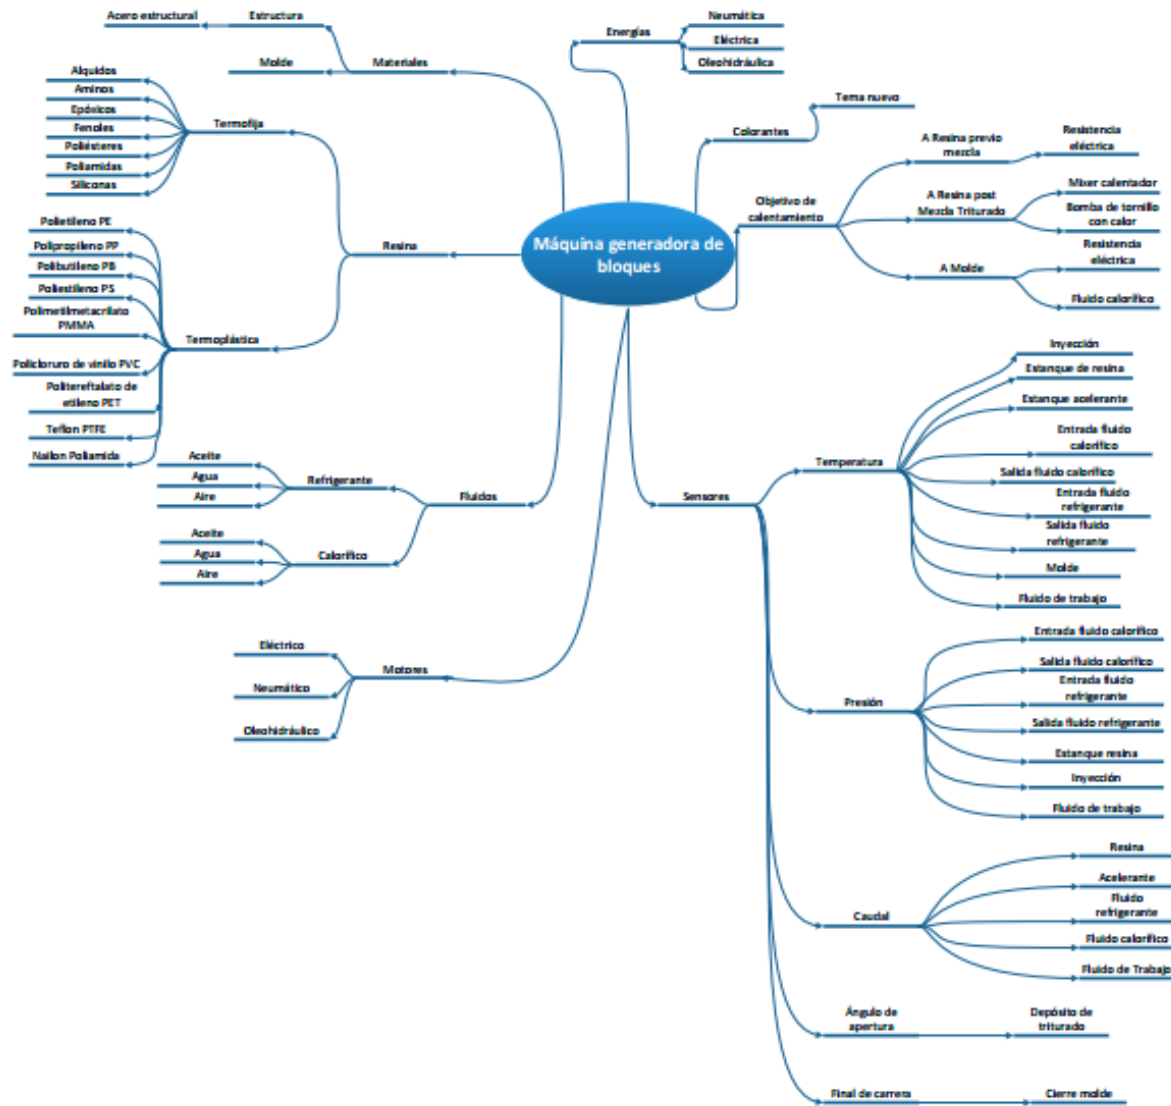 Máquina generadora de
bloques
Materiales
Estructura
Acero estructural
Molde
Resina
Termofija
Alquidos
Aminos
Epóxicos
Fenoles
Poliésteres
Poliamidas
Siliconas
Termoplástica
Polietileno PE
Polipropileno PP
Polibutileno PB
Poliestileno PS
Polimetilmetacrilato
PMMA
Policloruro de vinilo PVC
Politereftalato de
etileno PET
Teflon PTFE
Nailon Poliamida
Fluidos
Refrigerante
Aceite
Agua
Aire
Calorífico
Aceite
Agua
Aire
Motores
Eléctrico
Neumático
Oleohidráulico
Energías
Neumática
Eléctrica
Oleohidráulica
Colorantes
Tema nuevo
Objetivo de
calentamiento
A Resina previo
mezcla
Resistencia
eléctrica
A Resina post
Mezcla Triturado
Mixer calentador
Bomba de tornillo
con calor
A Molde
Resistencia
eléctrica
Fluido calorífico
Sensores
Temperatura
Inyección
Estanque de resina
Estanque acelerante
Entrada fluido
calorífico
Salida fluido calorífico
Entrada fluido
refrigerante
Salida fluido
refrigerante
Molde
Fluido de trabajo
Presión
Entrada fluido calorífico
Salida fluido calorífico
Entrada fluido
refrigerante
Salida fluido refrigerante
Estanque resina
Inyección
Fluido de trabajo
Caudal
Resina
Acelerante
Fluido
refrigerante
Fluido calorífico
Fluido de Trabajo
Ángulo de
apertura
Depósito de
triturado
Final de carrera
Cierre molde